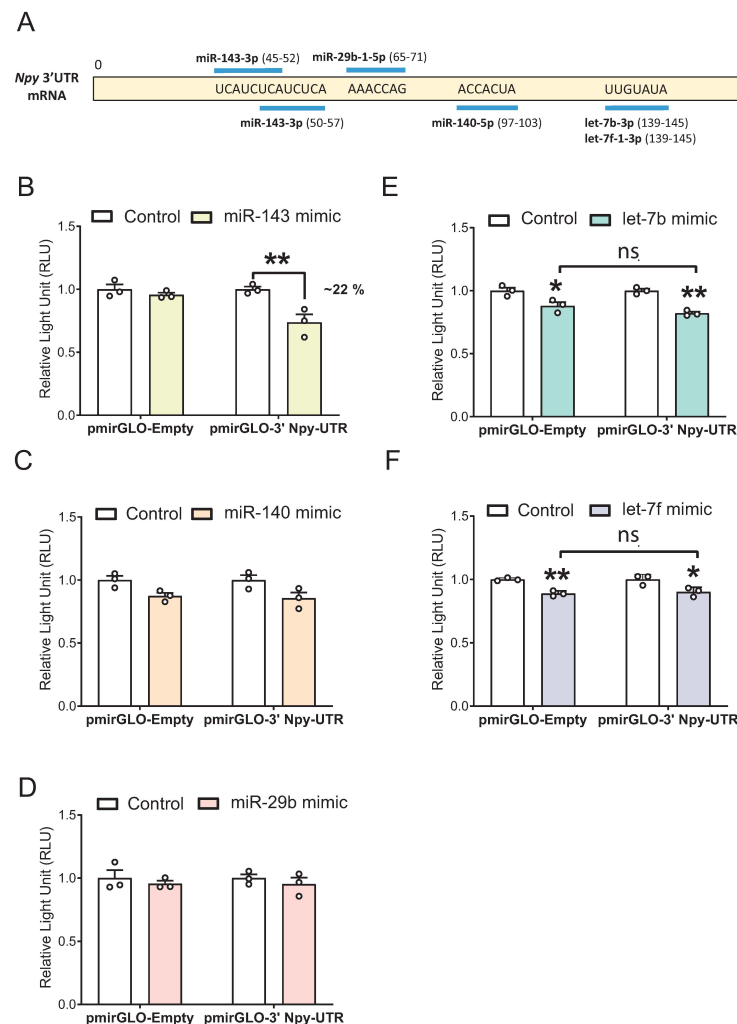 A
0
miR-143-3p (45-52) miR-29b-1-5p (65-71)
Npy 3'UTR
mRNA
UCAUCUCAUCUCA AAACCAG ACCACUA UUGUAUA
miR-143-3p (50-57) miR-140-5p (97-103) let-7b-3p (139-145)
let-7f-1-3p (139-145)
B
Control miR-143 mimic
Relative Light Unit (RLU)
1.5
1.0
0.5
0.0
**
~22 %
pmirGLO-Empty pmirGLO-3' Npy-UTR
E
Control let-7b mimic
Relative Light Unit (RLU)
1.5
1.0
0.5
0.0
ns
*
**
pmirGLO-Empty pmirGLO-3' Npy-UTR
C
Control miR-140 mimic
Relative Light Unit (RLU)
1.5
1.0
0.5
0.0
pmirGLO-Empty pmirGLO-3' Npy-UTR
F
Control let-7f mimic
Relative Light Unit (RLU)
1.5
1.0
0.5
0.0
ns
**
*
pmirGLO-Empty pmirGLO-3' Npy-UTR
D
Control miR-29b mimic
Relative Light Unit (RLU)
1.5
1.0
0.5
0.0
pmirGLO-Empty pmirGLO-3' Npy-UTR